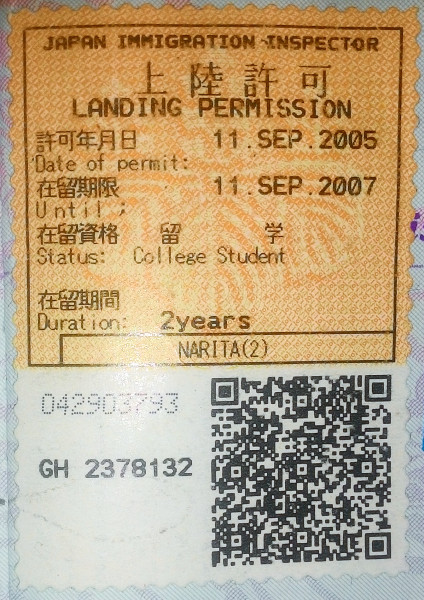 JAPAN IMMIGRATION INSPECTOR
上陸許可
LANDING PERMISSION
許可年月日 11.SEP.2005
Date of permit:
在留期限 11.SEP.2007
Until ;
在留資格 留 学
Status: College Student
在留期間
Duration: 2years
NARITA(2)
042903793
GH 2378132